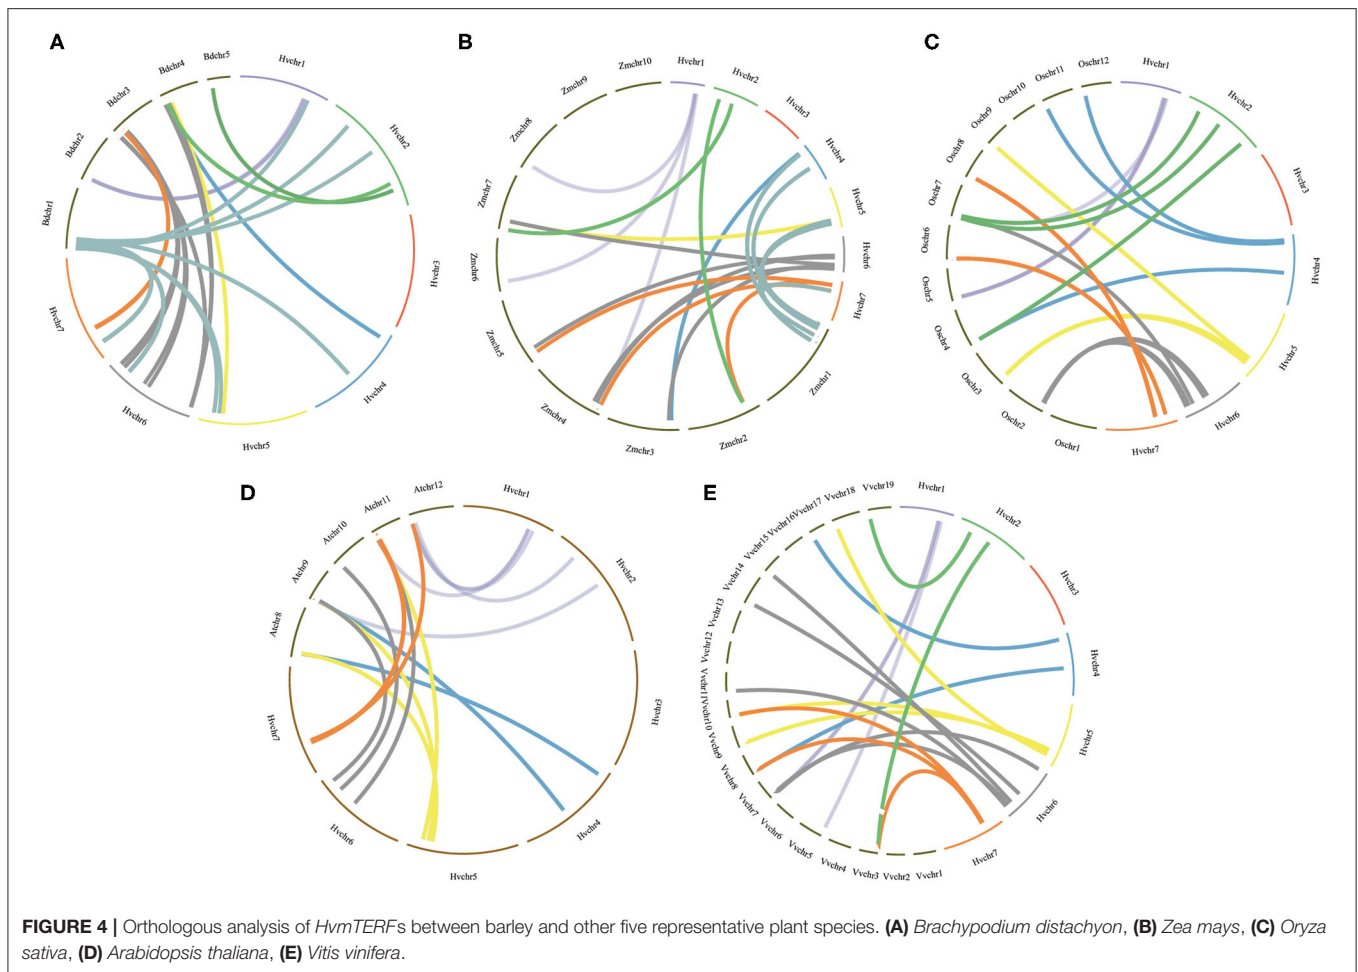 A
Bdchr1
Bdchr2
Bdchr3
Bdchr4
Bdchr5
Hvchr1
Hvchr2
Hvchr3
Hvchr4
Hvchr5
Hvchr6
Hvchr7
B
Zmchr6
Zmchr7
Zmchr8
Zmchr9
Zmchr10
Hvchr1
Hvchr2
Hvchr3
Hvchr4
Hvchr5
Hvchr6
Hvchr7
Zmchr1
Zmchr2
Zmchr3
Zmchr4
Zmchr5
C
Oschr6
Oschr7
Oschr8
Oschr9
Oschr10
Oschr11
Oschr12
Hvchr1
Hvchr2
Hvchr3
Hvchr4
Hvchr5
Hvchr6
Hvchr7
Oschr1
Oschr2
Oschr3
Oschr4
Oschr5
D
Atchr8
Atchr9
Atchr10
Atchr11
Atchr12
Hvchr1
Hvchr2
Hvchr3
Hvchr4
Hvchr5
Hvchr6
Hvchr7
E
Vvchr11
Vvchr12
Vvchr13
Vvchr14
Vvchr15
Vvchr16
Vvchr17
Vvchr18
Vvchr19
Hvchr1
Hvchr2
Hvchr3
Hvchr4
Hvchr5
Hvchr6
Hvchr7
Vvchr1
Vvchr2
Vvchr3
Vvchr4
Vvchr5
Vvchr6
Vvchr7
Vvchr8
Vvchr9
Vvchr10
FIGURE 4 | Orthologous analysis of HvmTERFs between barley and other five representative plant species. (A) Brachypodium distachyon, (B) Zea mays, (C) Oryza
sativa, (D) Arabidopsis thaliana, (E) Vitis vinifera.